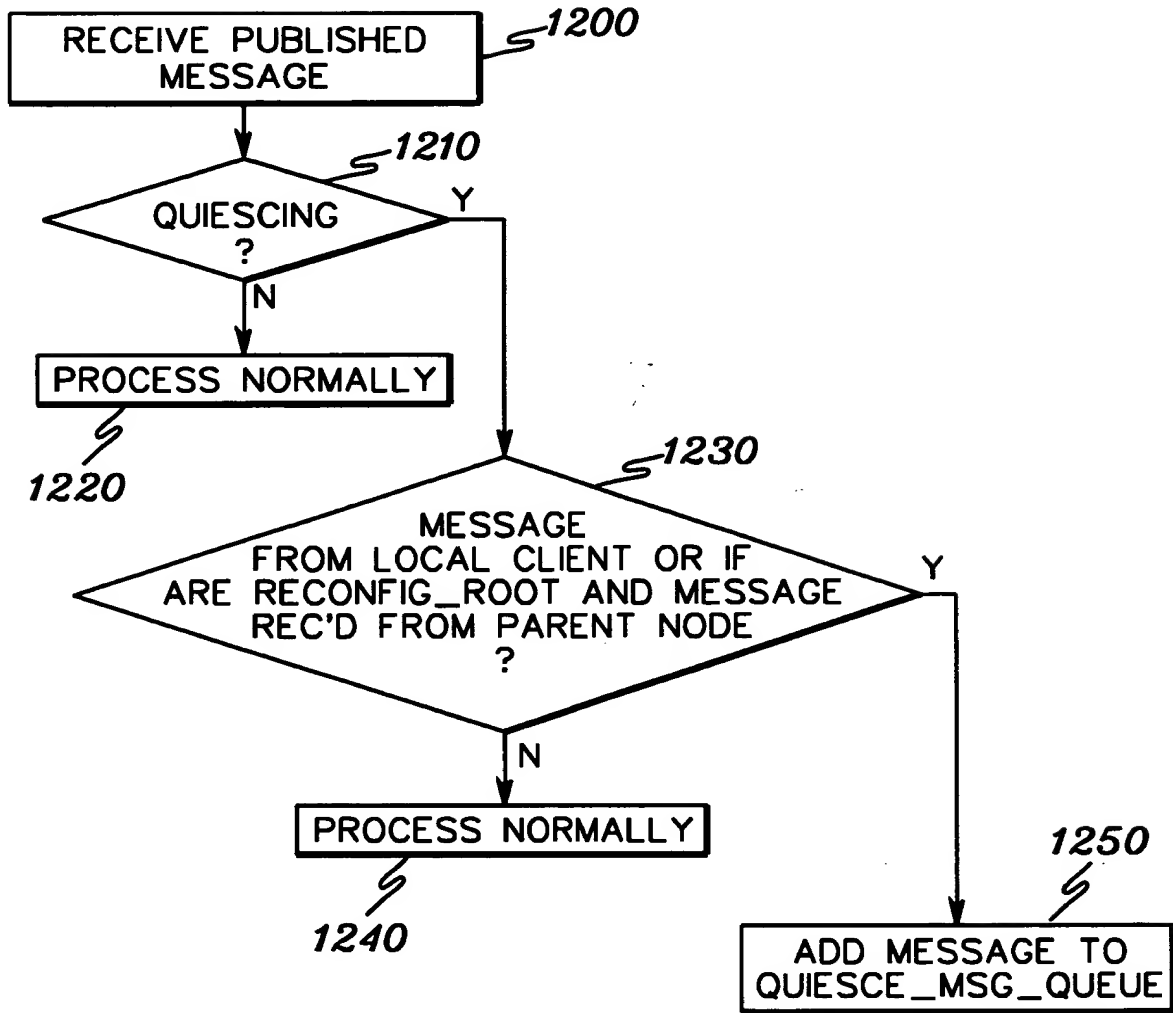 RECEIVE PUBLISHED
MESSAGE
1200
1210
QUIESCING
?
Y
N
PROCESS NORMALLY
1220
1230
MESSAGE
FROM LOCAL CLIENT OR IF
ARE RECONFIG_ROOT AND MESSAGE
REC'D FROM PARENT NODE
?
Y
N
PROCESS NORMALLY
1240
1250
ADD MESSAGE TO
QUIESCE_MSG_QUEUE